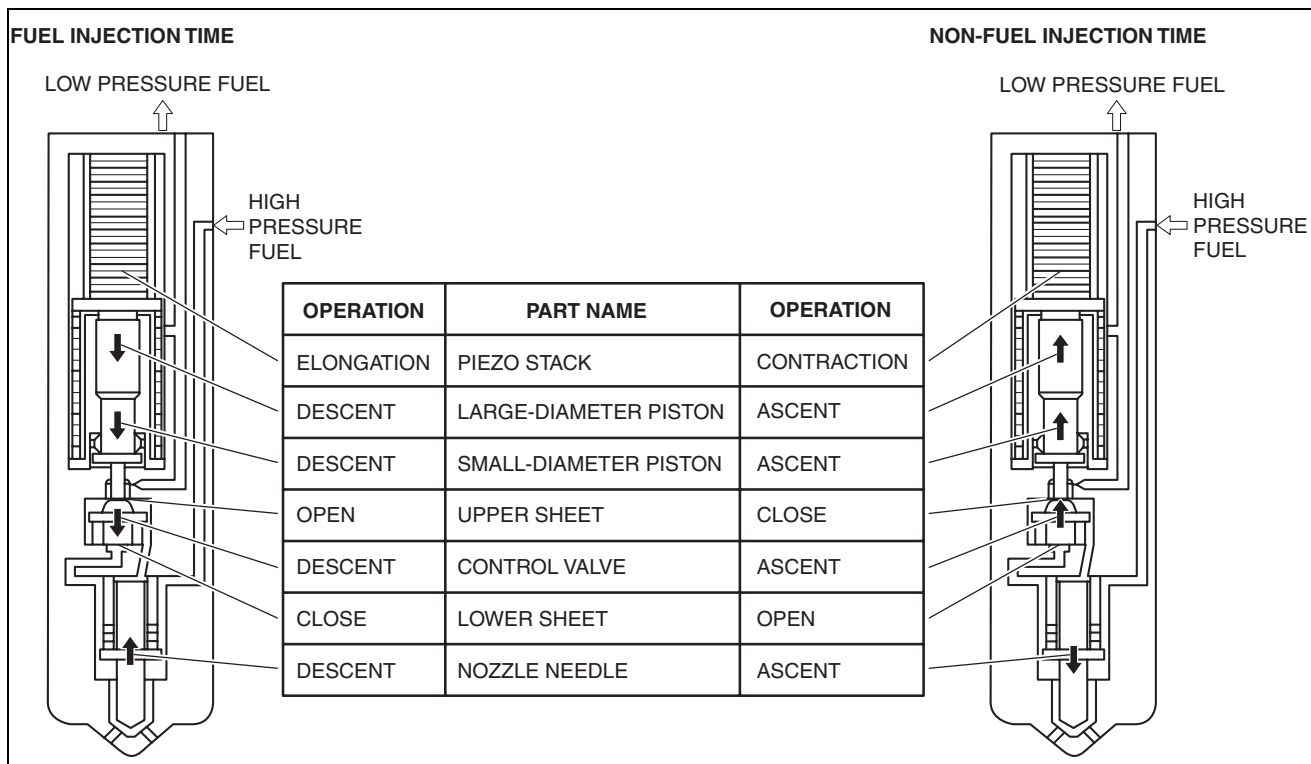 FUEL INJECTION TIME
NON-FUEL INJECTION TIME
LOW PRESSURE FUEL
LOW PRESSURE FUEL
HIGH
PRESSURE
FUEL
HIGH
PRESSURE
FUEL
OPERATION PART NAME OPERATION
ELONGATION PIEZO STACK CONTRACTION
DESCENT LARGE-DIAMETER PISTON ASCENT
DESCENT SMALL-DIAMETER PISTON ASCENT
OPEN UPPER SHEET CLOSE
DESCENT CONTROL VALVE ASCENT
CLOSE LOWER SHEET OPEN
DESCENT NOZZLE NEEDLE ASCENT